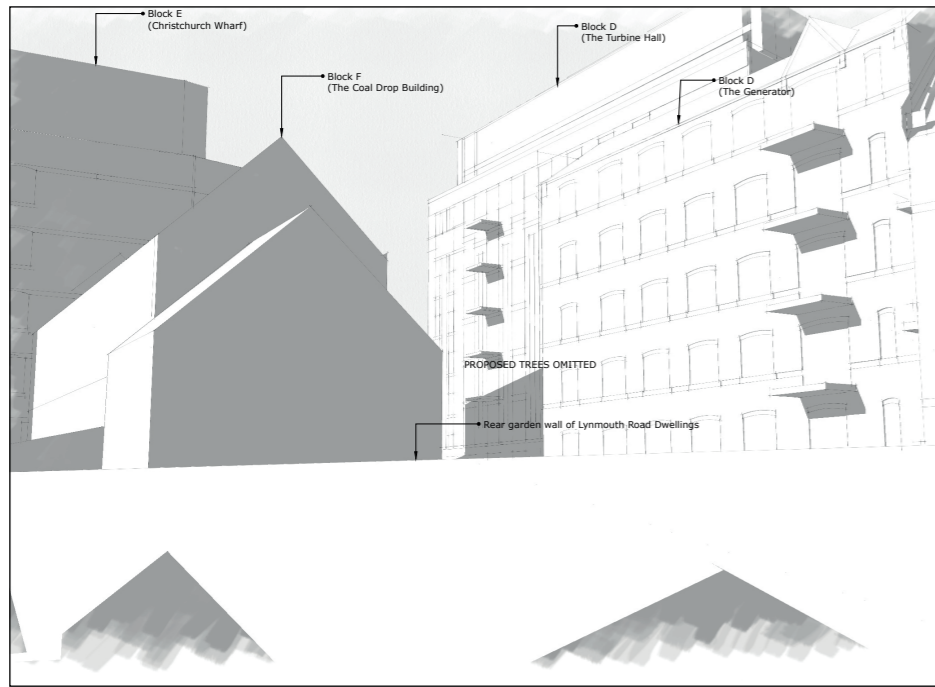 Block E
(Christchurch Wharf)
Block D
(The Turbine Hall)
Block F
(The Coal Drop Building)
Block D
(The Generator)
PROPOSED TREES OMITTED
Rear garden wall of Lynmouth Road Dwellings